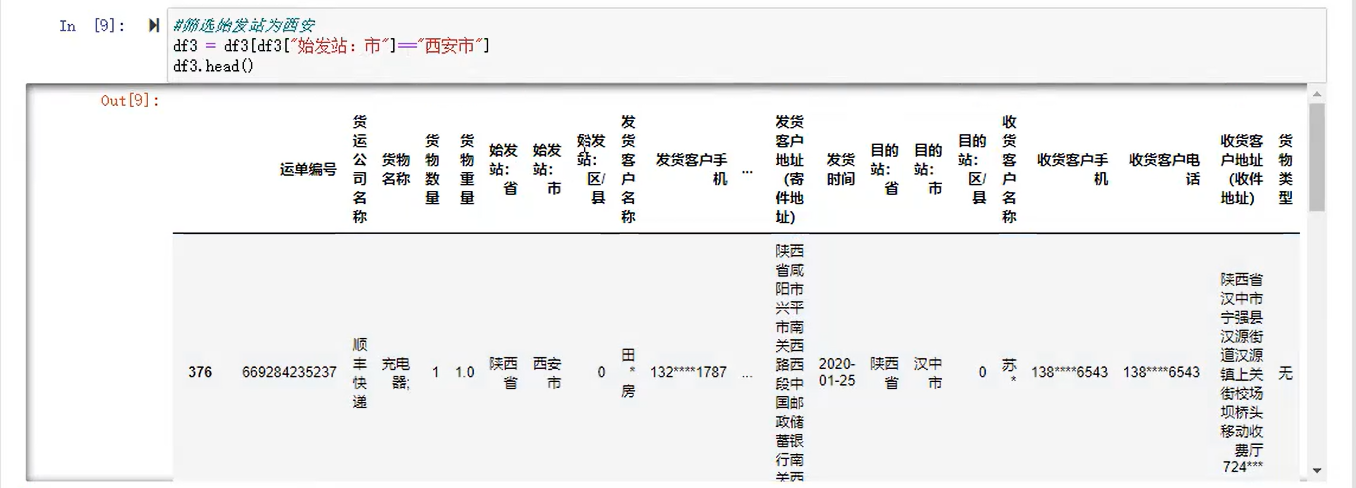 In [9]:
#筛选始发站为西安
df3 = df3[df3["始发站：市"]=="西安市"]
df3.head()
Out[9]:
运单编号
货
运
公
司
名
称
货物
名称
货
物
数
量
货
物
重
量
始发
站：
省
始发
站：
市
始发
站：
区/
县
发
货
客
户
名
称
发货客户手
机
...
发货
客户
地址
（寄
件地
址）
发货
时间
目的
站：
省
目的
站：
市
目的
站：
区/
县
收
货
客
户
名
称
收货客户手
机
收货客户电
话
收货客
户地址
（收件
地址）
货
物
类
型
376
669284235237
顺
丰
快
递
充电
器;
1
1.0
陕西
省
西安
市
0
田
*
房
132****1787
...
陕西
省咸
阳市
兴平
市南
关西
路西
段中
国邮
政储
蓄银
行南
关西
2020-
01-25
陕西
省
汉中
市
0
苏
*
138****6543
138****6543
陕西省
汉中市
宁强县
汉源街
道汉源
镇上关
街校场
坝桥头
移动收
费厅
724***
无